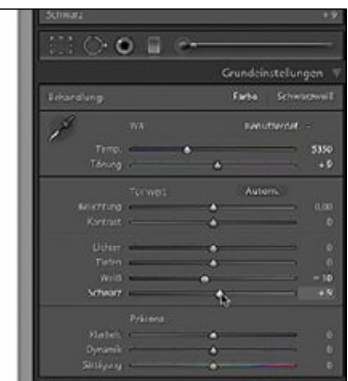 Schwarz + 9
Grundeinstellungen
Behandlung: Farbe Schwarzweiß
WA: Benutzerdef.
Temp. 5350
Tönung + 9
Tonwert Autom.
Belichtung 0,00
Kontrast 0
Lichter 0
Tiefen 0
Weiß – 10
Schwarz + 9
Präsenz
Klarheit 0
Dynamik 0
Sättigung 0